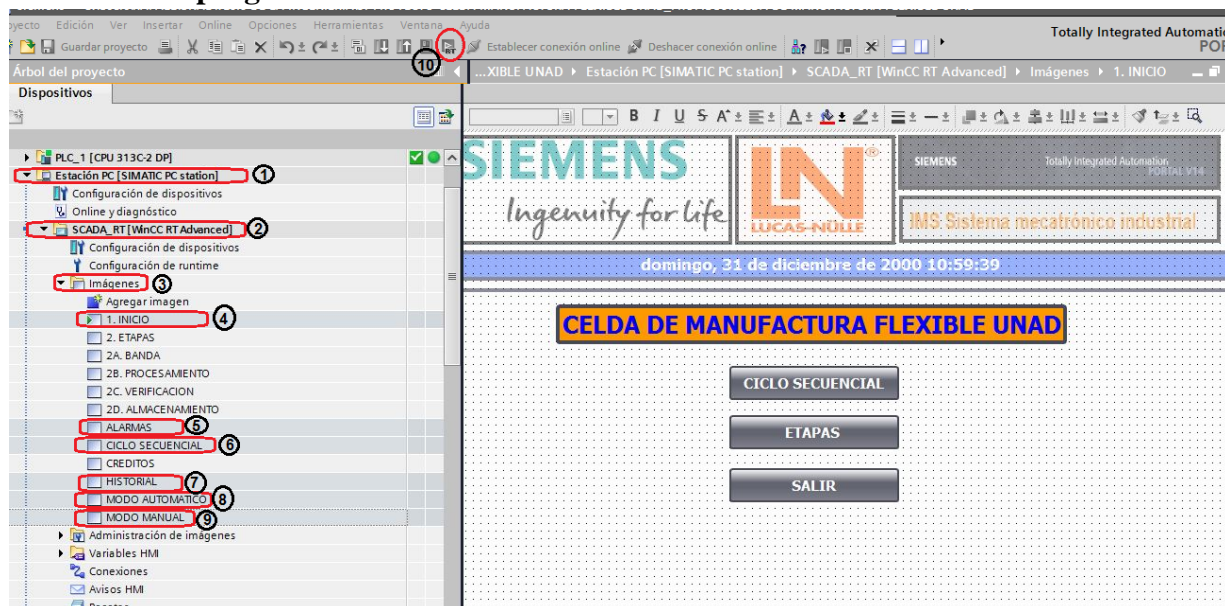 oyecto Edición Ver Insertar Online Opciones Herramientas Ventana Ayuda
Totally Integrated Automatio
POR
Guardar proyecto
RT
Establecer conexión online
Deshacer conexión online
10
Árbol del proyecto
...XIBLE UNAD ▸ Estación PC [SIMATIC PC station] ▸ SCADA_RT [WinCC RT Advanced] ▸ Imágenes ▸ 1. INICIO
Dispositivos
B I U S A
PLC_1 [CPU 313C-2 DP]
Estación PC [SIMATIC PC station] 1
Configuración de dispositivos
Online y diagnóstico
SCADA_RT [WinCC RT Advanced] 2
Configuración de dispositivos
Configuración de runtime
Imágenes 3
Agregar imagen
1. INICIO 4
2. ETAPAS
2A. BANDA
2B. PROCESAMIENTO
2C. VERIFICACION
2D. ALMACENAMIENTO
ALARMAS 5
CICLO SECUENCIAL 6
CREDITOS
HISTORIAL 7
MODO AUTOMATICO 8
MODO MANUAL 9
Administración de imágenes
Variables HMI
Conexiones
Avisos HMI
SIEMENS
Ingenuity for life
LN
LUCAS-NÜLLE
SIEMENS
Totally Integrated Automation
PORTAL V14
IMS Sistema mecatrónico industrial
domingo, 31 de diciembre de 2000 10:59:39
CELDA DE MANUFACTURA FLEXIBLE UNAD
CICLO SECUENCIAL
ETAPAS
SALIR